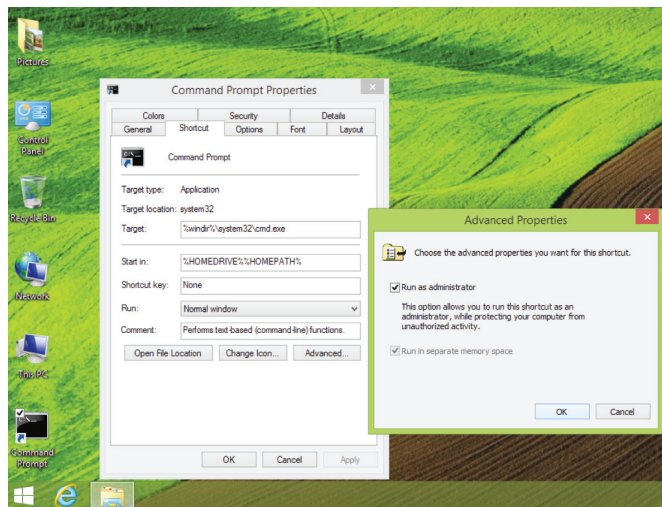 Pictures
Control
Panel
Recycle Bin
Network
This PC
Command
Prompt
Command Prompt Properties
Colors Security Details
General Shortcut Options Font Layout
C:\_
Command Prompt
Target type: Application
Target location: system32
Target: %windir%\system32\cmd.exe
Start in: %HOMEDRIVE%%HOMEPATH%
Shortcut key: None
Run: Normal window
Comment: Performs text-based (command-line) functions.
Open File Location Change Icon... Advanced...
OK Cancel Apply
Advanced Properties
Choose the advanced properties you want for this shortcut.
Run as administrator
This option allows you to run this shortcut as an
administrator, while protecting your computer from
unauthorized activity.
Run in separate memory space
OK Cancel